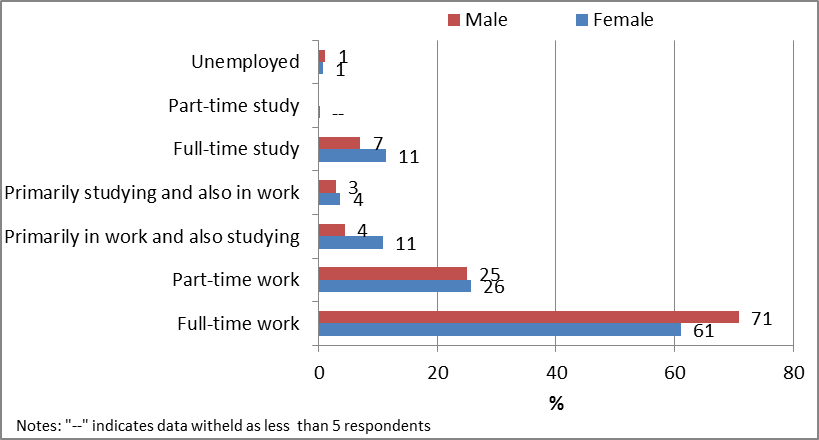 Male Female
Unemployed 1
1
Part-time study --
Full-time study 7
11
Primarily studying and also in work 3
4
Primarily in work and also studying 4
11
Part-time work 25
26
Full-time work 71
61
0 20 40 60 80
%
Notes: "--" indicates data witheld as less than 5 respondents